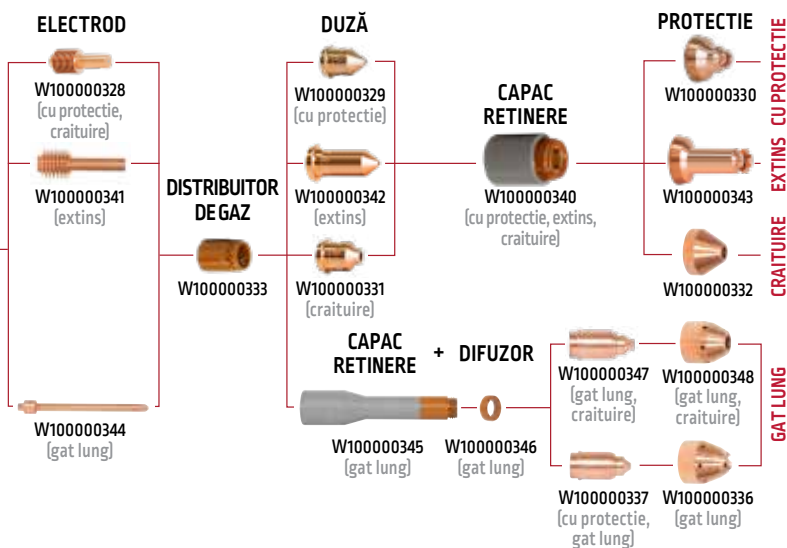 ELECTROD
W100000328
(cu protectie,
craituire)
W100000341
(extins)
W100000344
(gat lung)
DISTRIBUITOR
DE GAZ
W100000333
DUZĂ
W100000329
(cu protectie)
W100000342
(extins)
W100000331
(craituire)
CAPAC
RETINERE
W100000340
(cu protectie, extins,
craituire)
PROTECTIE
W100000330
W100000343
W100000332
CU PROTECTIE
EXTINS
CRAITUIRE
CAPAC
RETINERE
+ DIFUZOR
W100000345
(gat lung)
W100000346
(gat lung)
W100000347
(gat lung,
craituire)
W100000348
(gat lung,
craituire)
W100000337
(cu protectie,
gat lung)
W100000336
(gat lung)
GAT LUNG